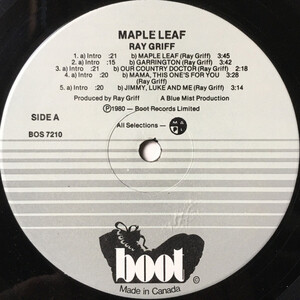 MAPLE LEAF
RAY GRIFF
1. a) Intro :21 b) MAPLE LEAF (Ray Griff) 3:45
2. a) Intro :15 b) GARRINGTON (Ray Griff) 4:21
3. a) Intro :21 b) OUR COUNTRY DOCTOR (Ray Griff) 2:18
4. a) Intro :20 b) MAMA, THIS ONE'S FOR YOU 3:28
(Ray Griff)
5. a) Intro :20 b) JIMMY, LUKE AND ME (Ray Griff) 3:14
Produced by Ray Griff A Blue Mist Production
Ⓟ1980 — Boot Records Limited
SIDE A
All Selections—
M A
P L
BOS 7210
boot
©
Made in Canada